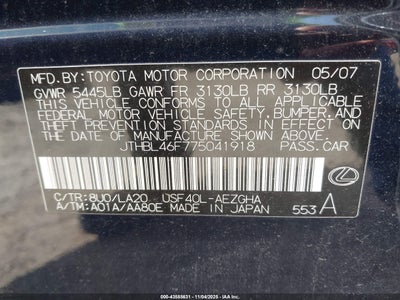 MFD.BY:TOYOTA MOTOR CORPORATION 05/07
GVWR 5445LB GAWR FR 3130LB RR 3130LB
THIS VEHICLE CONFORMS TO ALL APPLICABLE
FEDERAL MOTOR VEHICLE SAFETY, BUMPER, AND
THEFT PREVENTION STANDARDS IN EFFECT ON
THE DATE OF MANUFACTURE SHOWN ABOVE.
JTHBL46F775041918 PASS.CAR
C/TR:8U0/LA20 USF40L-AEZGHA
A/TM:A01A/AA80E MADE IN JAPAN 553 A
000-43588631 - 11/04/2025 - IAAI.COM